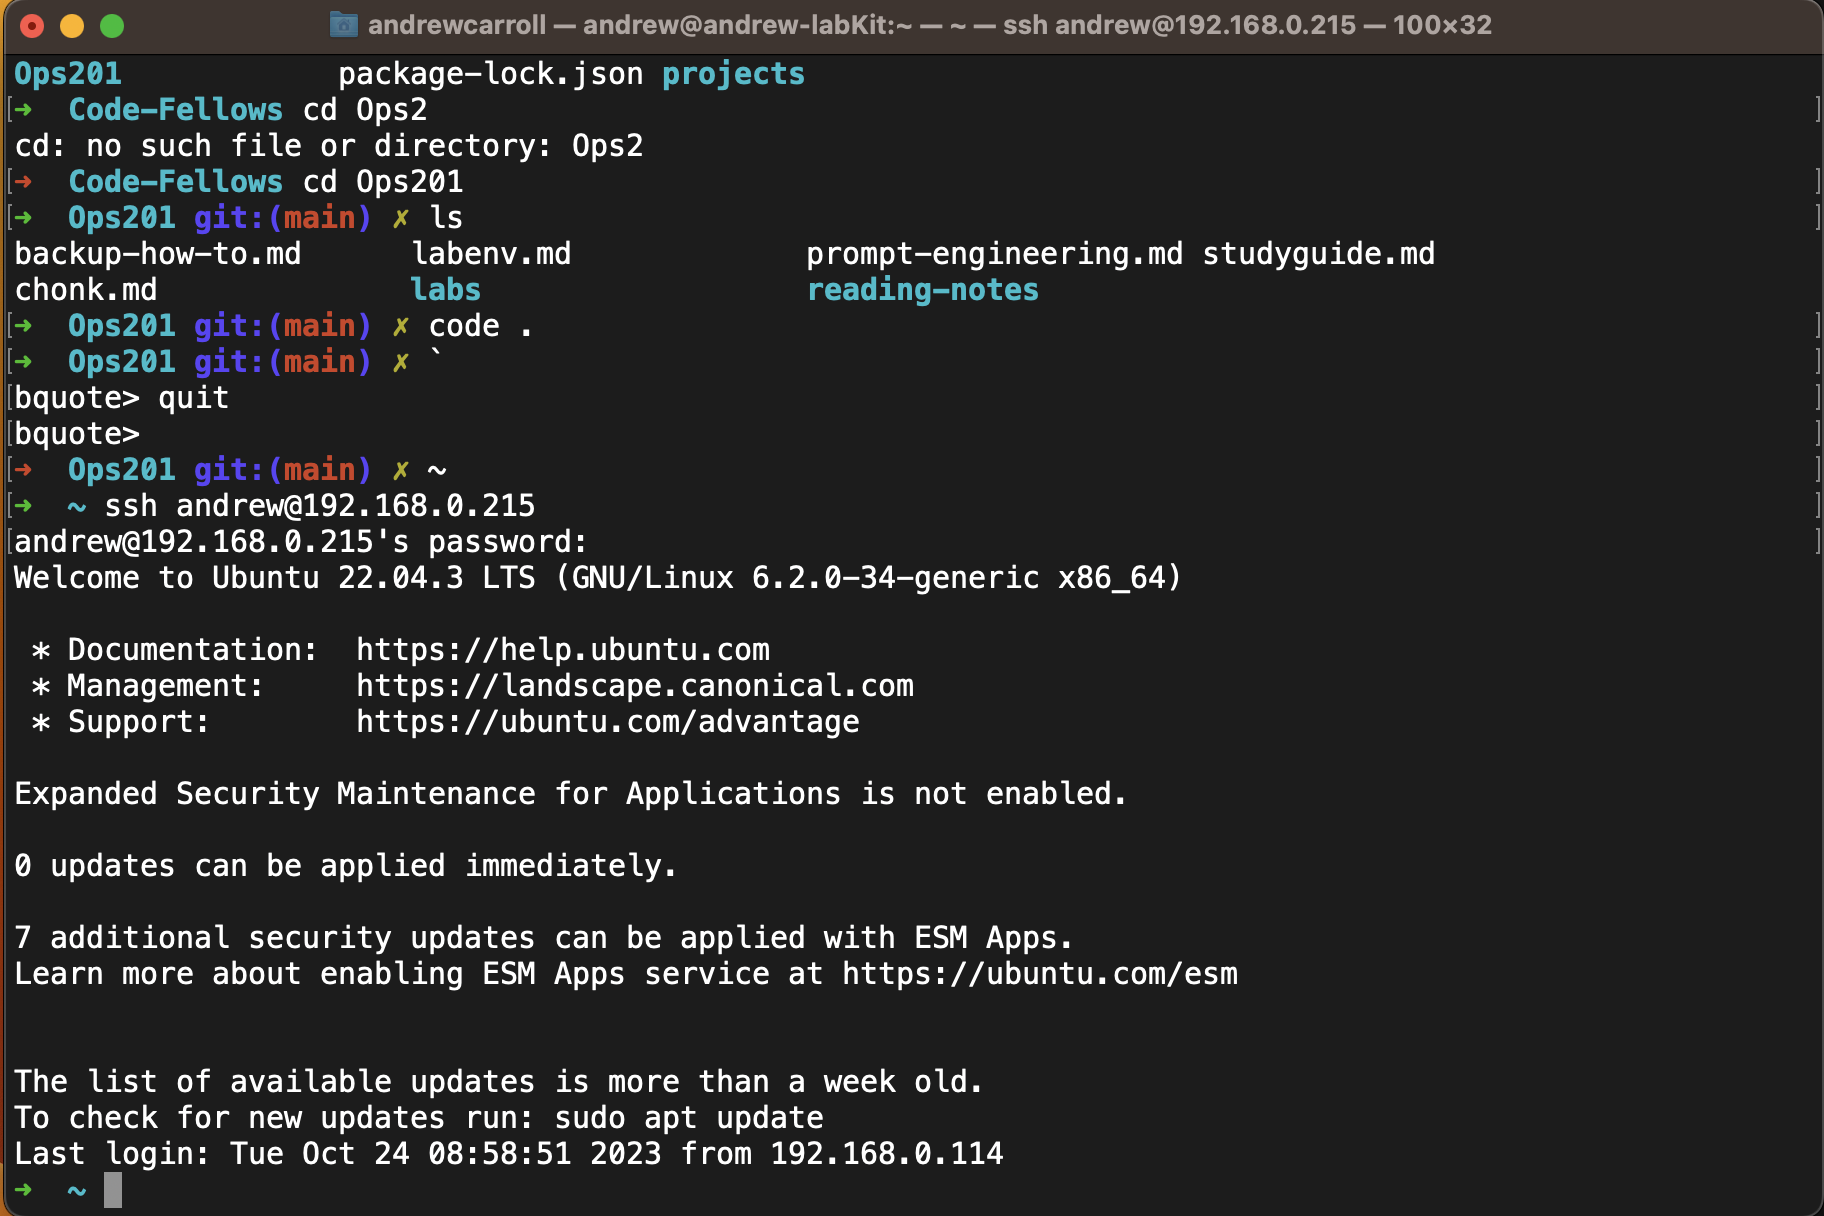 andrewcarroll — andrew@andrew-labKit:~ — ~ — ssh andrew@192.168.0.215 — 100×32
Ops201            package-lock.json projects
[➜  Code-Fellows cd Ops2 ]
cd: no such file or directory: Ops2
[➜  Code-Fellows cd Ops201 ]
[➜  Ops201 git:(main) ✗ ls ]
backup-how-to.md      labenv.md             prompt-engineering.md studyguide.md
chonk.md              labs                  reading-notes
[➜  Ops201 git:(main) ✗ code . ]
[➜  Ops201 git:(main) ✗ ` ]
[bquote> quit ]
[bquote> ]
[➜  Ops201 git:(main) ✗ ~ ]
[➜  ~ ssh andrew@192.168.0.215 ]
[andrew@192.168.0.215's password: ]
Welcome to Ubuntu 22.04.3 LTS (GNU/Linux 6.2.0-34-generic x86_64)
 * Documentation:  https://help.ubuntu.com
 * Management:     https://landscape.canonical.com
 * Support:        https://ubuntu.com/advantage
Expanded Security Maintenance for Applications is not enabled.
0 updates can be applied immediately.
7 additional security updates can be applied with ESM Apps.
Learn more about enabling ESM Apps service at https://ubuntu.com/esm
The list of available updates is more than a week old.
To check for new updates run: sudo apt update
Last login: Tue Oct 24 08:58:51 2023 from 192.168.0.114
➜  ~